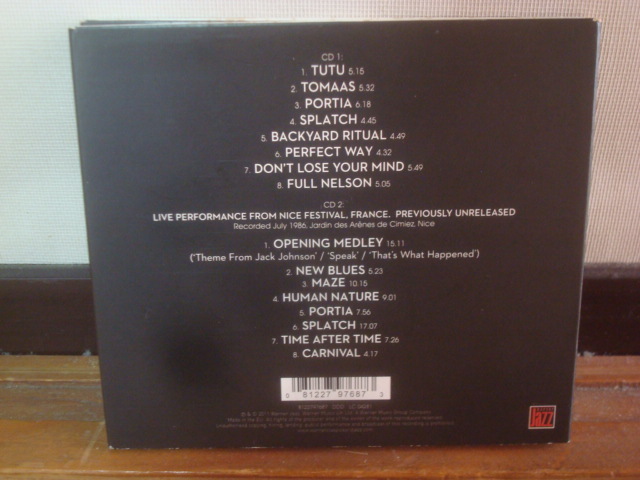 CD 1:
1. TUTU 5.15
2. TOMAAS 5.32
3. PORTIA 6.18
4. SPLATCH 4.45
5. BACKYARD RITUAL 4.49
6. PERFECT WAY 4.32
7. DON'T LOSE YOUR MIND 5.49
8. FULL NELSON 5.05
CD 2:
LIVE PERFORMANCE FROM NICE FESTIVAL, FRANCE. PREVIOUSLY UNRELEASED
Recorded July 1986, Jardin des Arènes de Cimiez, Nice
1. OPENING MEDLEY 15.11
('Theme From Jack Johnson' / 'Speak' / 'That's What Happened')
2. NEW BLUES 5.23
3. MAZE 10.15
4. HUMAN NATURE 9.01
5. PORTIA 7.56
6. SPLATCH 17.07
7. TIME AFTER TIME 7.26
8. CARNIVAL 4.17
0 81227 97687 3
Jazz